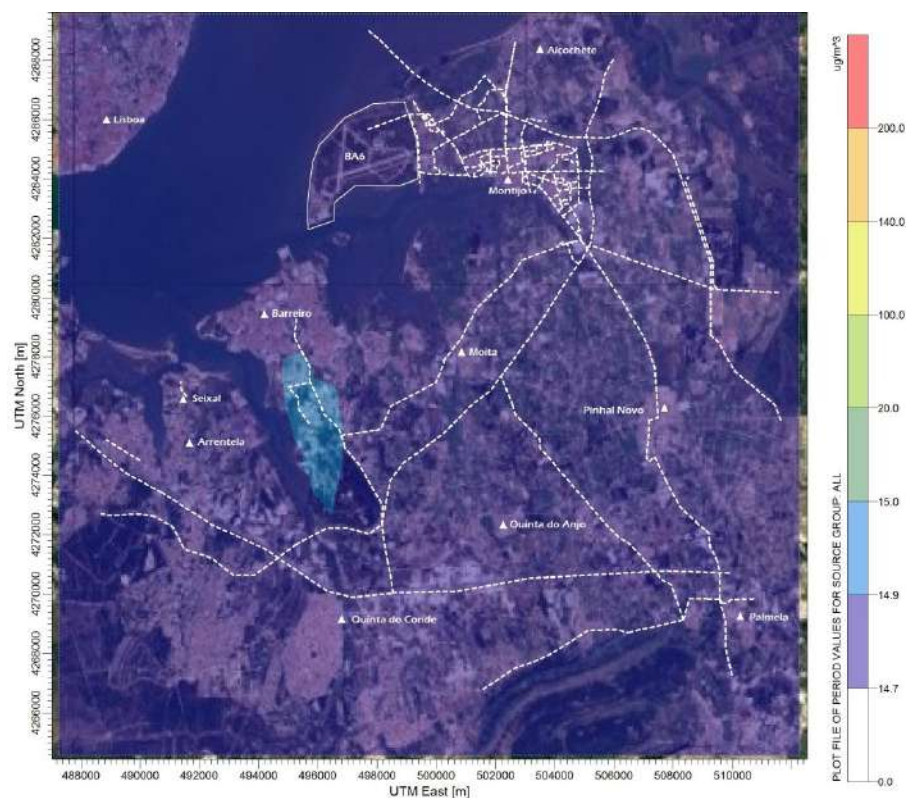 ug/m^3
Alcochete
Lisboa
BA6
Montijo
Barreiro
Moita
Seixal
Pinhal Novo
Arrentela
Quinta do Anjo
Quinta do Conde
Palmela
UTM North [m]
4288000
4286000
4284000
4282000
4280000
4278000
4276000
4274000
4272000
4270000
4268000
4266000
488000 490000 492000 494000 496000 498000 500000 502000 504000 506000 508000 510000
UTM East [m]
PLOT FILE OF PERIOD VALUES FOR SOURCE GROUP: ALL
200.0
140.0
100.0
20.0
15.0
14.9
14.7
0.0